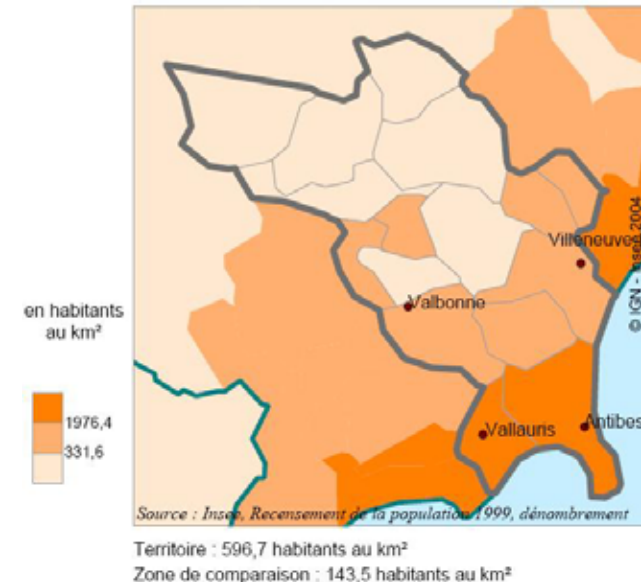 Villeneuve
© IGN - Insee 2004
Valbonne
en habitants
au km²
1976,4
331,6
Vallauris
Antibes
Source : Insee, Recensement de la population 1999, dénombrement
Territoire : 596,7 habitants au km²
Zone de comparaison : 143,5 habitants au km²